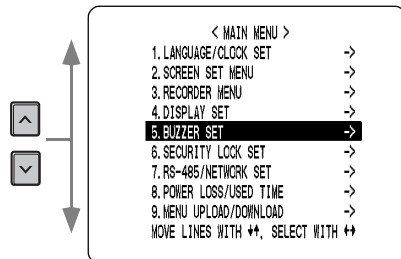 < MAIN MENU >
1. LANGUAGE/CLOCK SET ->
2. SCREEN SET MENU ->
3. RECORDER MENU ->
4. DISPLAY SET ->
5. BUZZER SET ->
6. SECURITY LOCK SET ->
7. RS-485/NETWORK SET ->
8. POWER LOSS/USED TIME ->
9. MENU UPLOAD/DOWNLOAD ->
MOVE LINES WITH ↓↑, SELECT WITH ←→